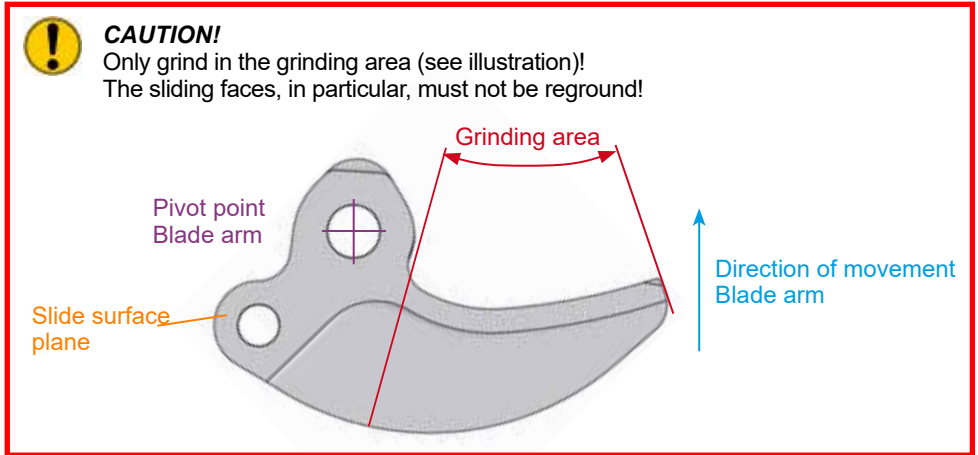 CAUTION!
Only grind in the grinding area (see illustration)!
The sliding faces, in particular, must not be reground!
Grinding area
Pivot point
Blade arm
Direction of movement
Blade arm
Slide surface
plane